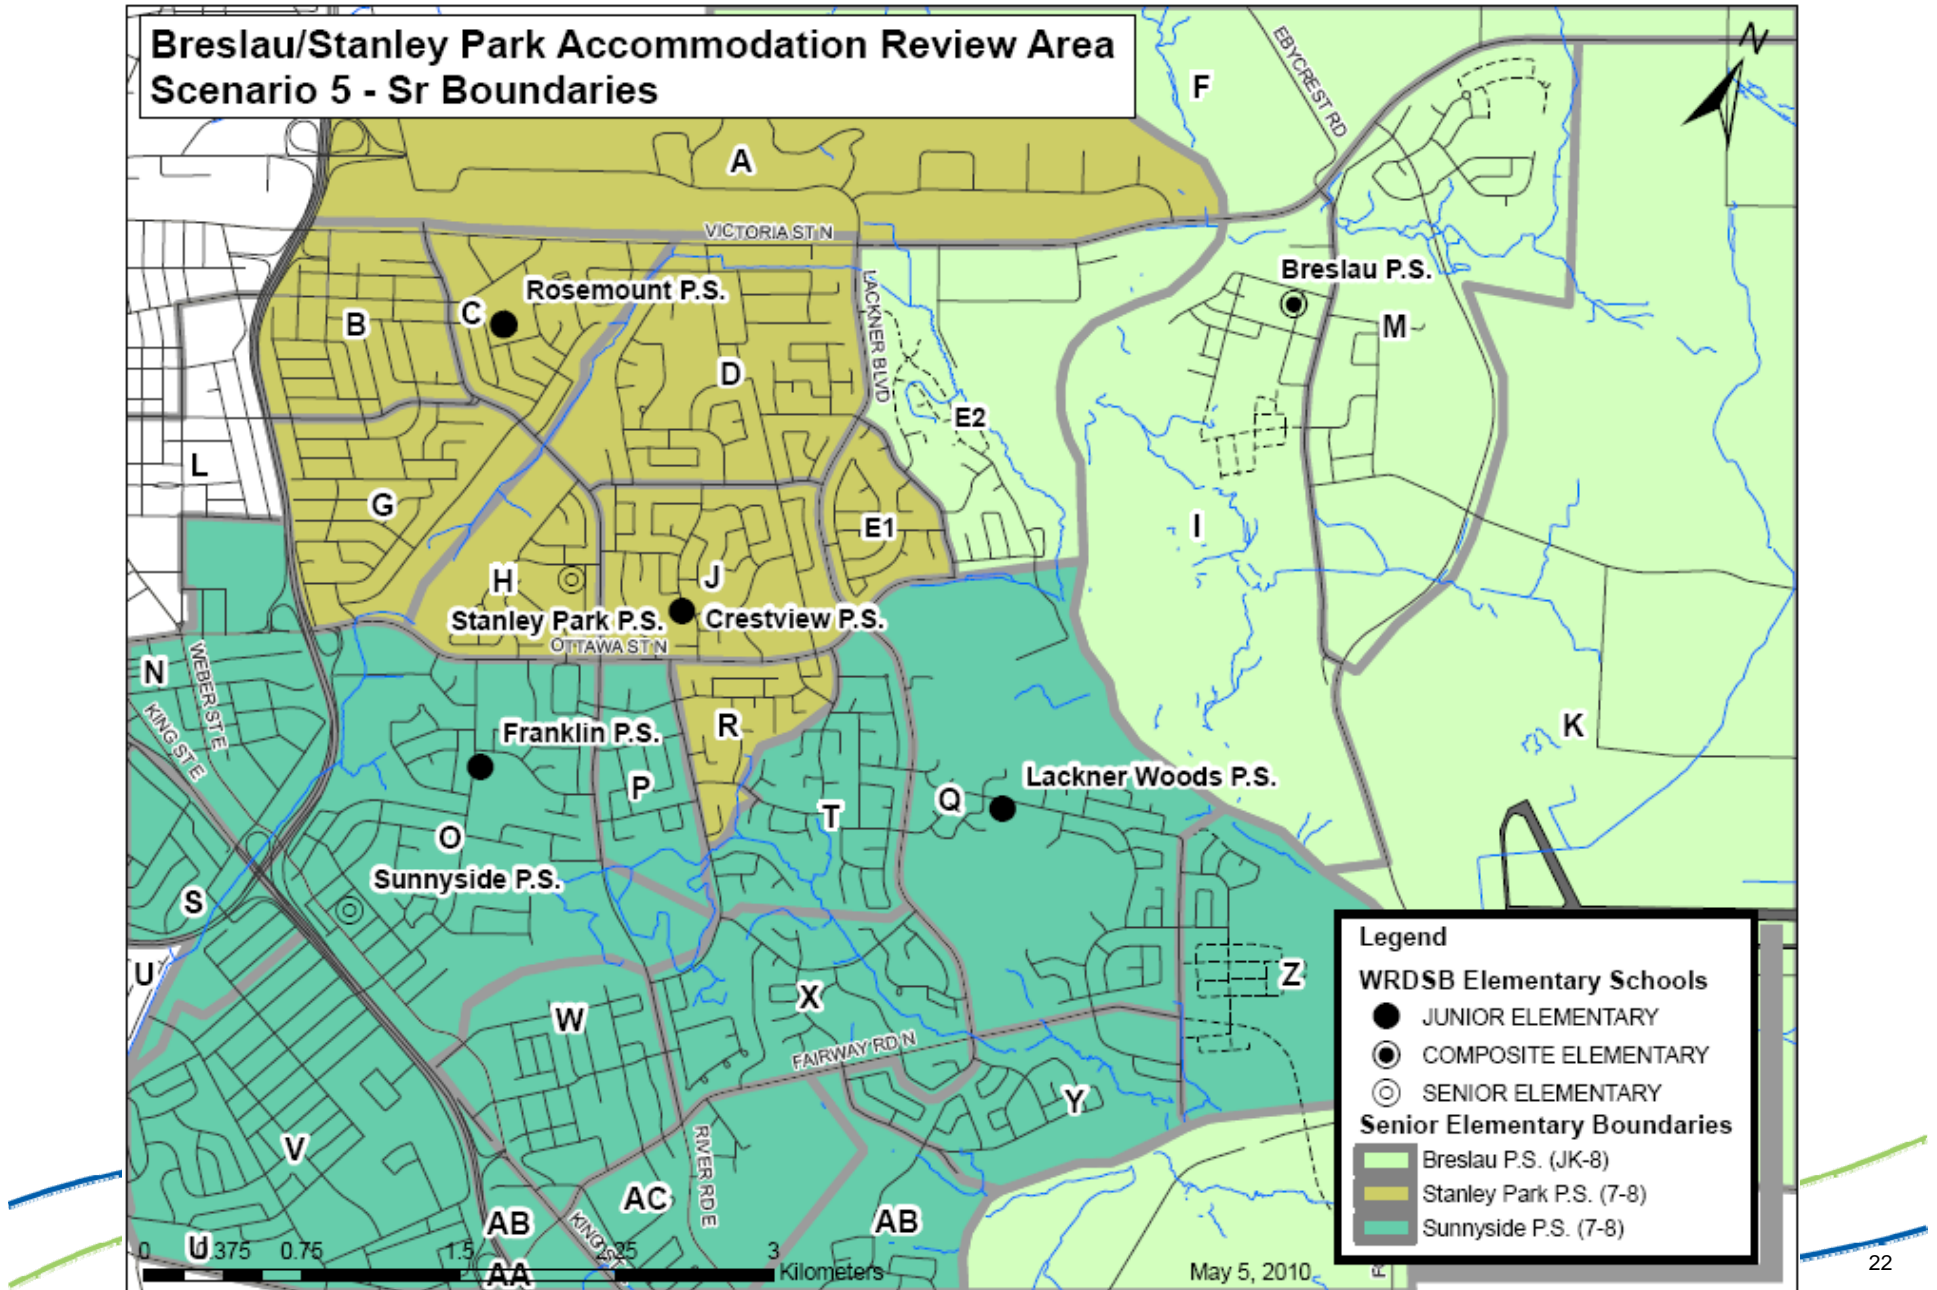 Breslau/Stanley Park Accommodation Review Area
Scenario 5 - Sr Boundaries
N
F
EBYCREST RD
A
VICTORIA ST N
Breslau P.S.
Rosemount P.S.
LACKNER BLVD
B
C
M
D
E2
L
G
E1
I
H
J
Stanley Park P.S.
Crestview P.S.
OTTAWA ST N
N
WEBER ST E
KING ST E
Franklin P.S.
R
K
P
Lackner Woods P.S.
Q
T
O
Sunnyside P.S.
S
U
Z
X
W
FAIRWAY RD N
Y
V
RIVER RD E
AC
AB
AB
KING ST
U
AA
0
0.375
0.75
1.5
2.25
3
Kilometers
May 5, 2010
Legend
WRDSB Elementary Schools
JUNIOR ELEMENTARY
COMPOSITE ELEMENTARY
SENIOR ELEMENTARY
Senior Elementary Boundaries
Breslau P.S. (JK-8)
Stanley Park P.S. (7-8)
Sunnyside P.S. (7-8)
22